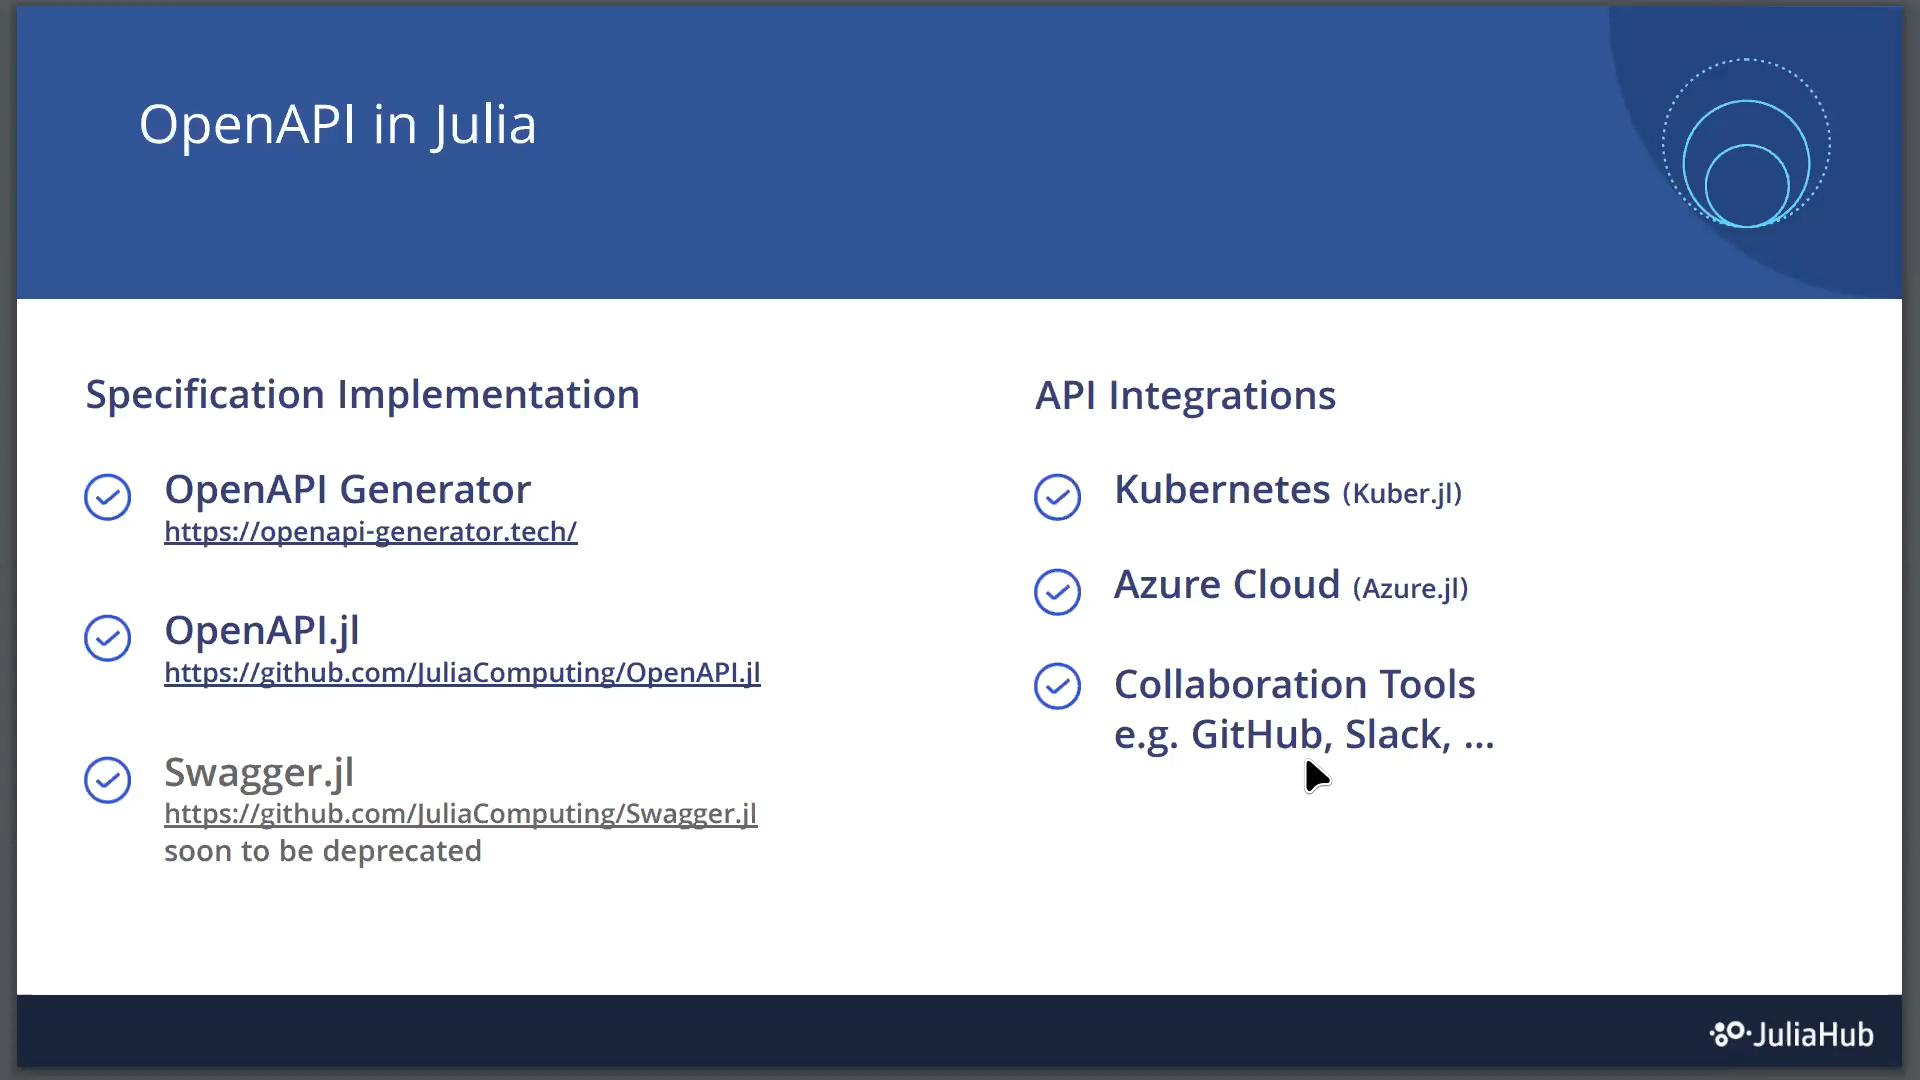 OpenAPI in Julia
Specification Implementation
OpenAPI Generator
https://openapi-generator.tech/
OpenAPI.jl
https://github.com/JuliaComputing/OpenAPI.jl
Swagger.jl
https://github.com/JuliaComputing/Swagger.jl
soon to be deprecated
API Integrations
Kubernetes (Kuber.jl)
Azure Cloud (Azure.jl)
Collaboration Tools
e.g. GitHub, Slack, ...
JuliaHub